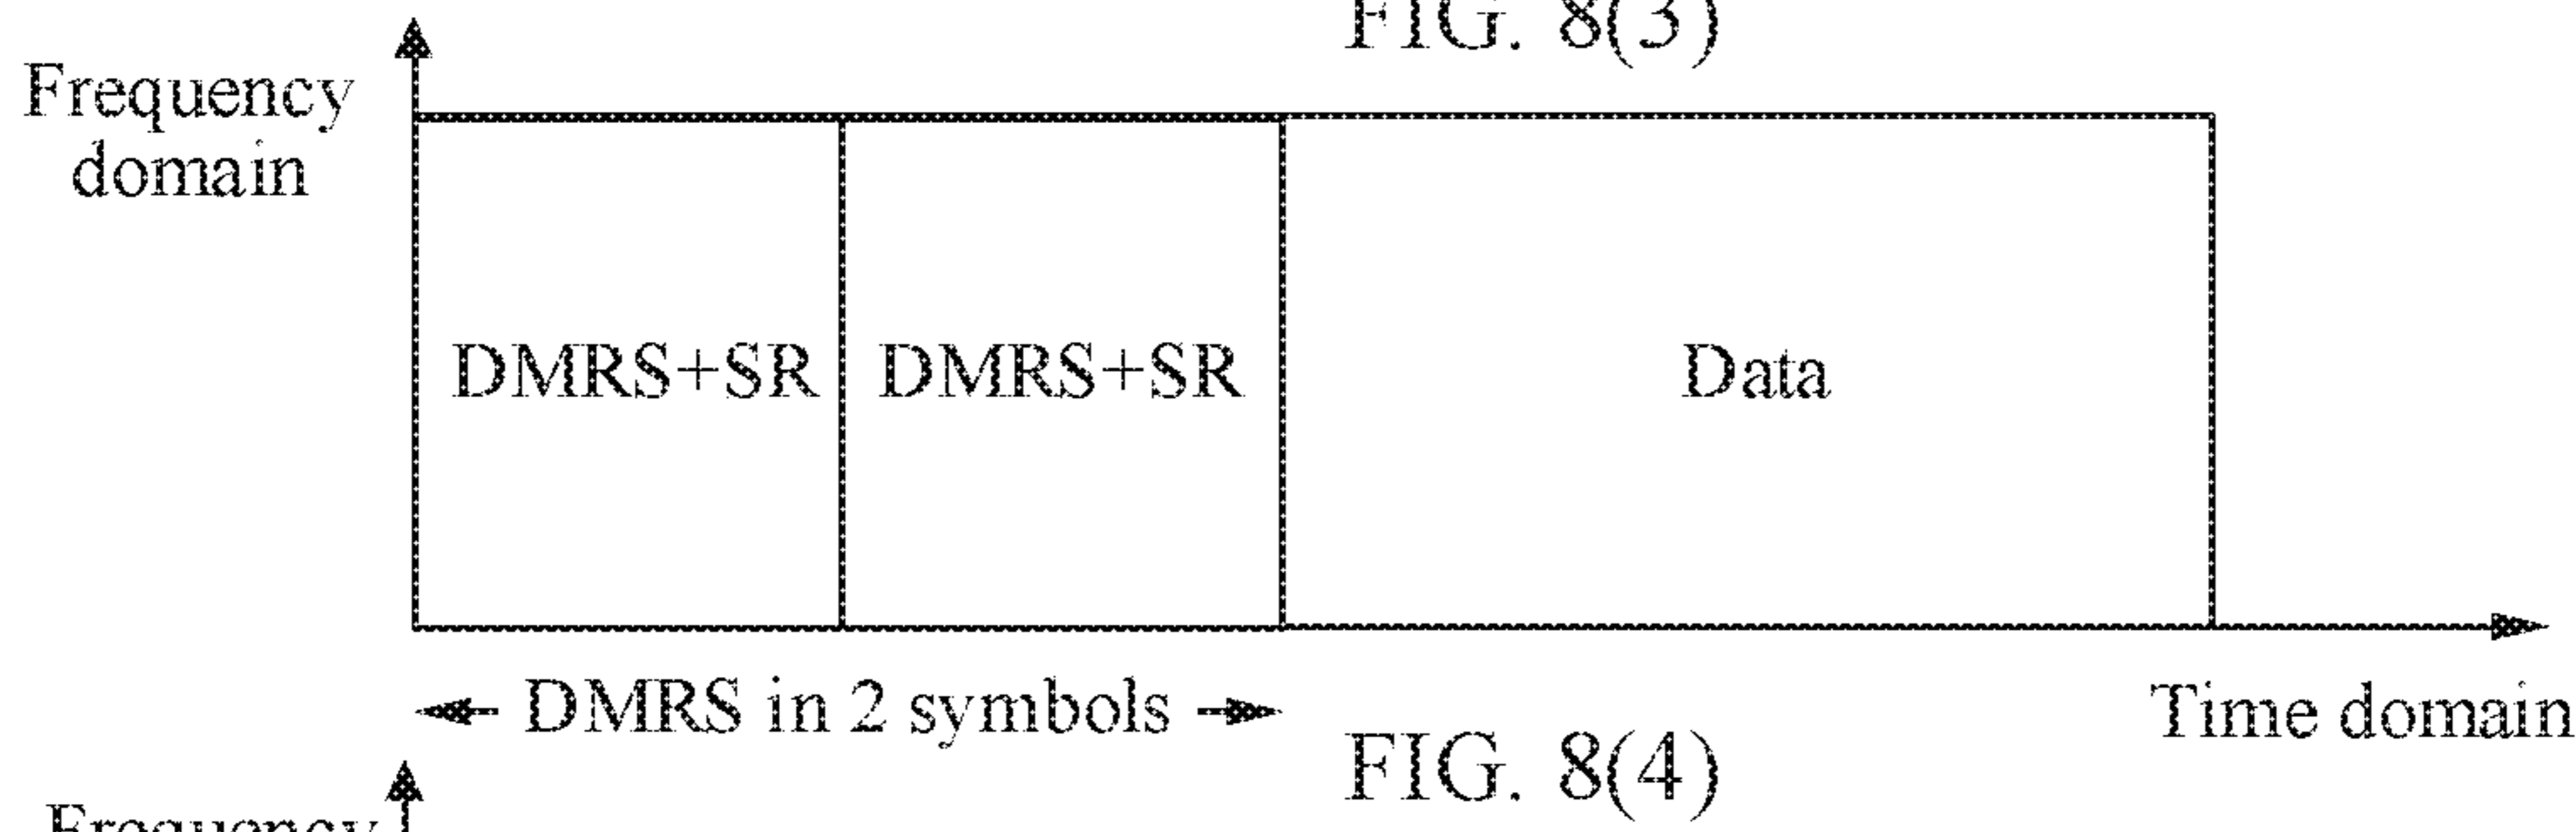 FIG. 8(3)
Frequency
domain
DMRS+SR
DMRS+SR
Data
DMRS in 2 symbols
Time domain
FIG. 8(4)
Frequency